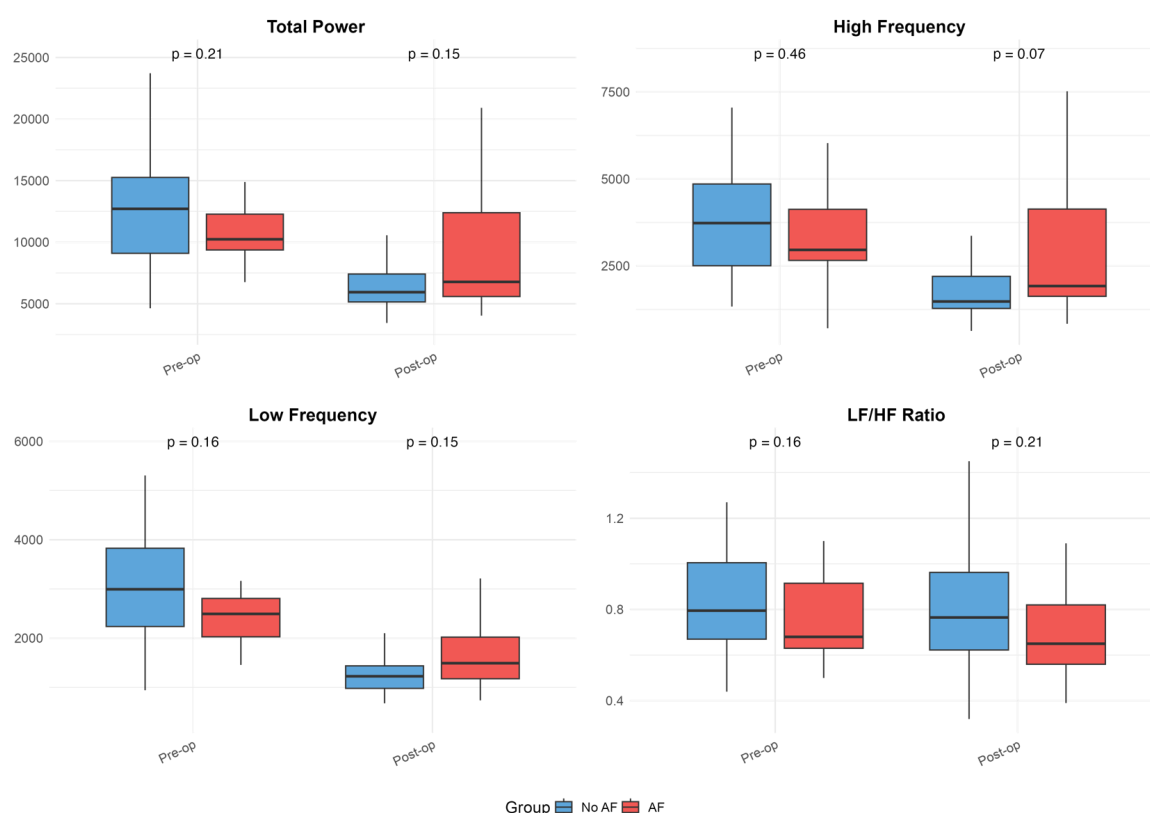 Total Power
p = 0.21
p = 0.15
25000
20000
15000
10000
5000
Pre-op
Post-op
High Frequency
p = 0.46
p = 0.07
7500
5000
2500
Pre-op
Post-op
Low Frequency
p = 0.16
p = 0.15
6000
4000
2000
Pre-op
Post-op
LF/HF Ratio
p = 0.16
p = 0.21
1.2
0.8
0.4
Pre-op
Post-op
Group No AF AF